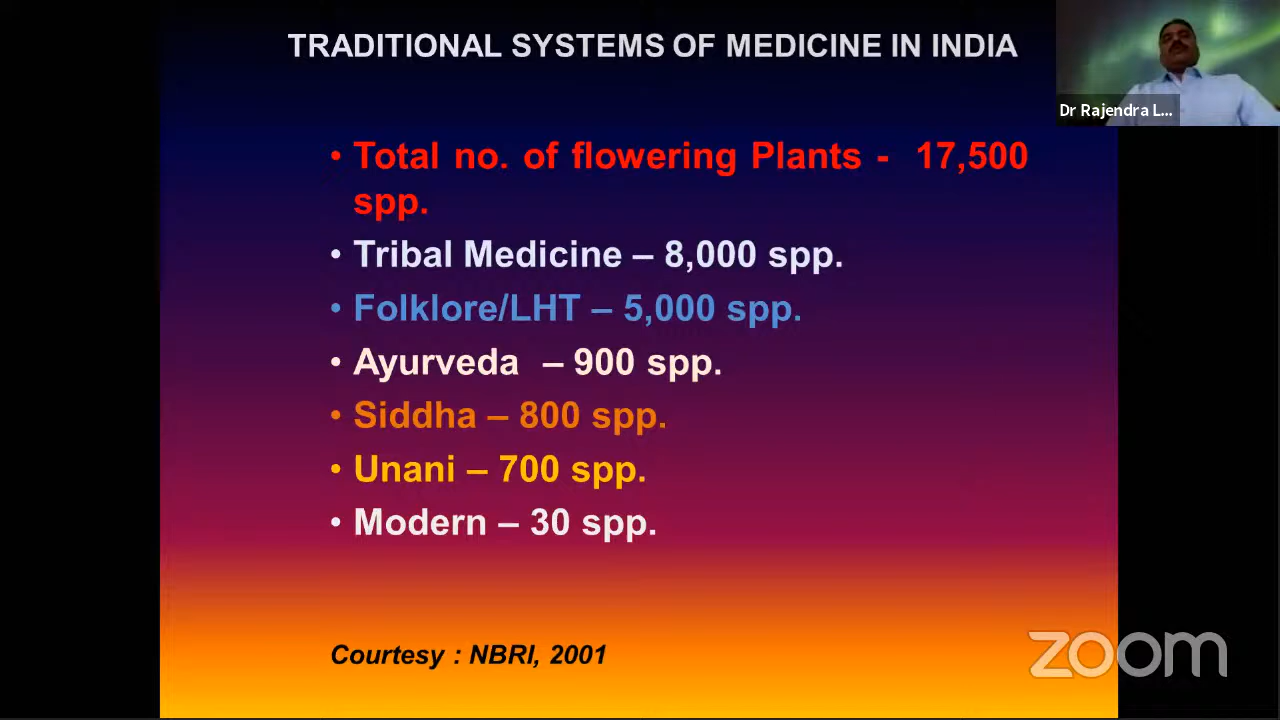 TRADITIONAL SYSTEMS OF MEDICINE IN INDIA
Dr Rajendra L...
• Total no. of flowering Plants - 17,500
spp.
• Tribal Medicine – 8,000 spp.
• Folklore/LHT – 5,000 spp.
• Ayurveda – 900 spp.
• Siddha – 800 spp.
• Unani – 700 spp.
• Modern – 30 spp.
Courtesy : NBRI, 2001
zoom